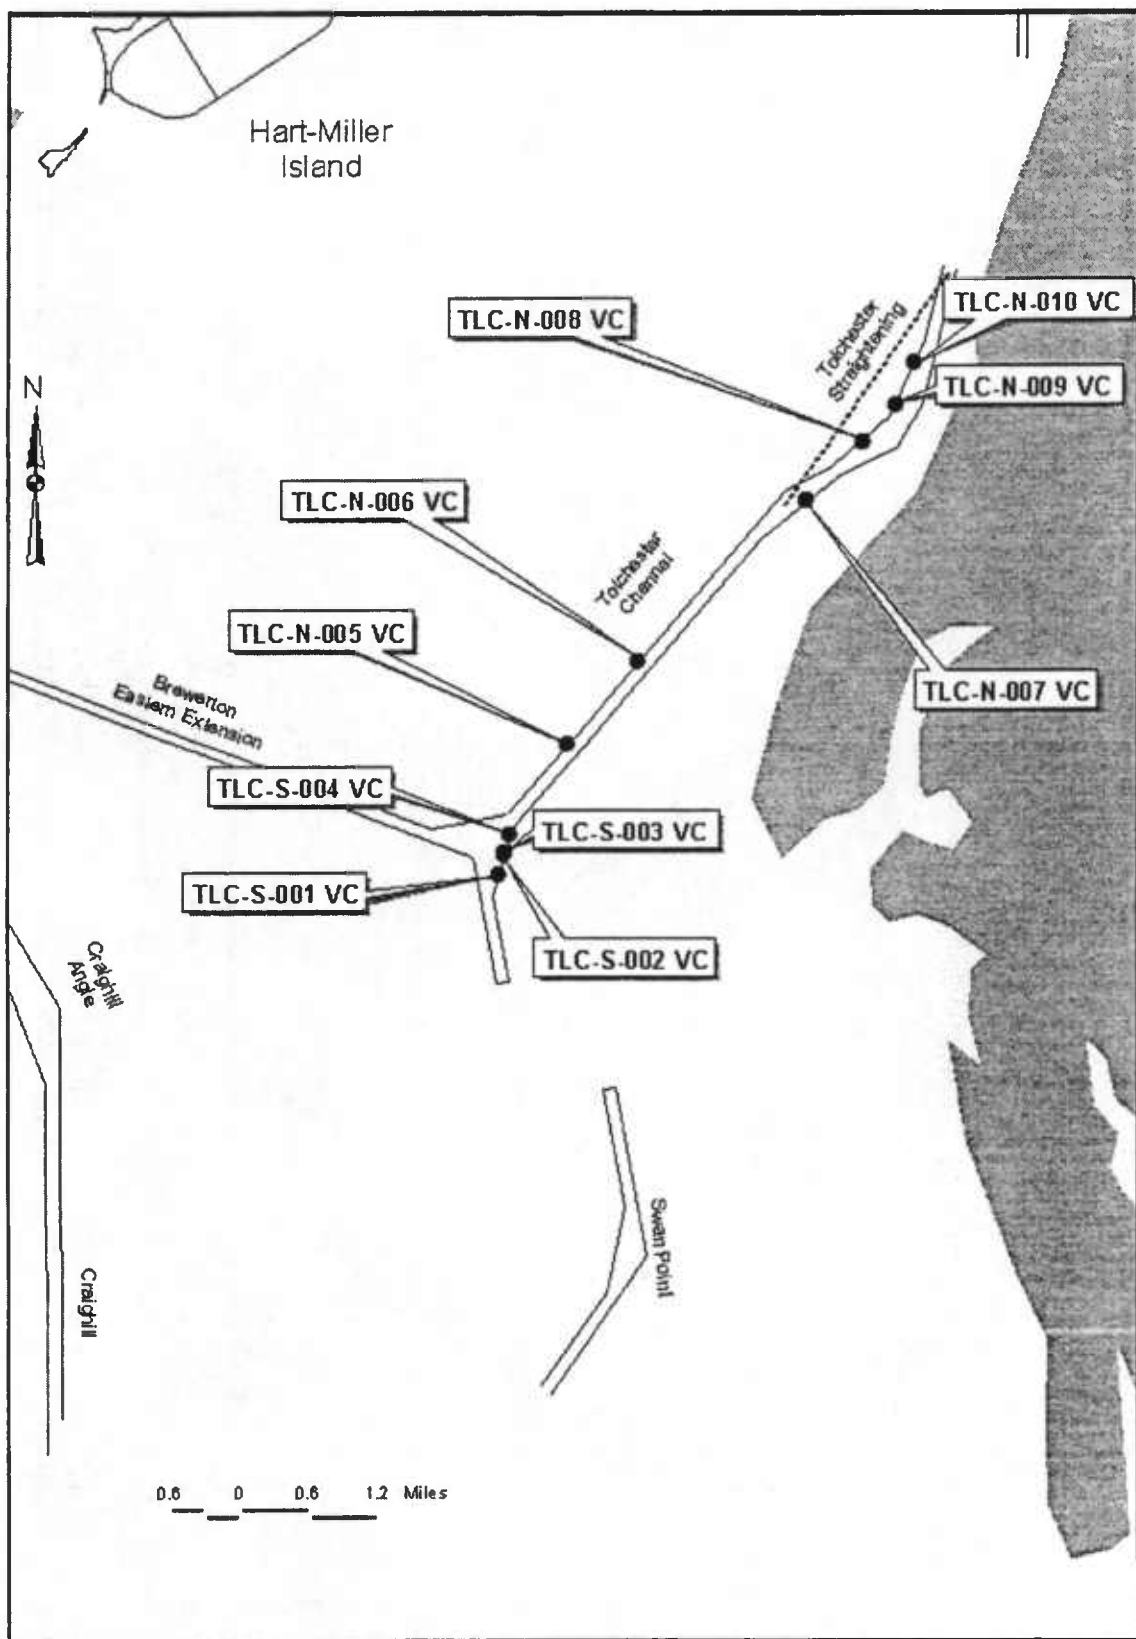 Hart-Miller
Island
TLC-N-010 VC
TLC-N-008 VC
Tolchester
Straightening
TLC-N-009 VC
N
TLC-N-006 VC
Tolchester
Channel
TLC-N-005 VC
TLC-N-007 VC
Brewerton
Eastern Extension
TLC-S-004 VC
TLC-S-003 VC
TLC-S-001 VC
TLC-S-002 VC
Craighill
Angle
Swan Point
Craighill
0.6 0 0.6 1.2 Miles